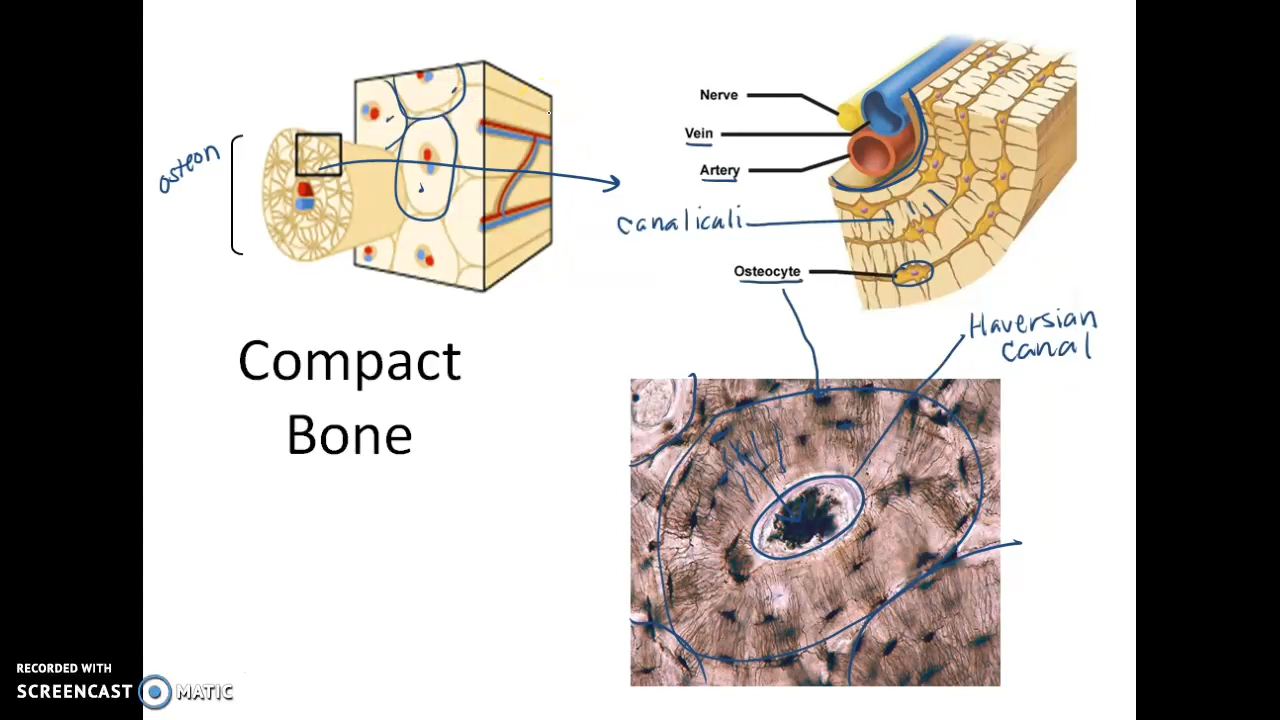 osteon
Nerve
Vein
Artery
canaliculi
Osteocyte
Haversian
canal
Compact
Bone
RECORDED WITH
SCREENCAST MATIC